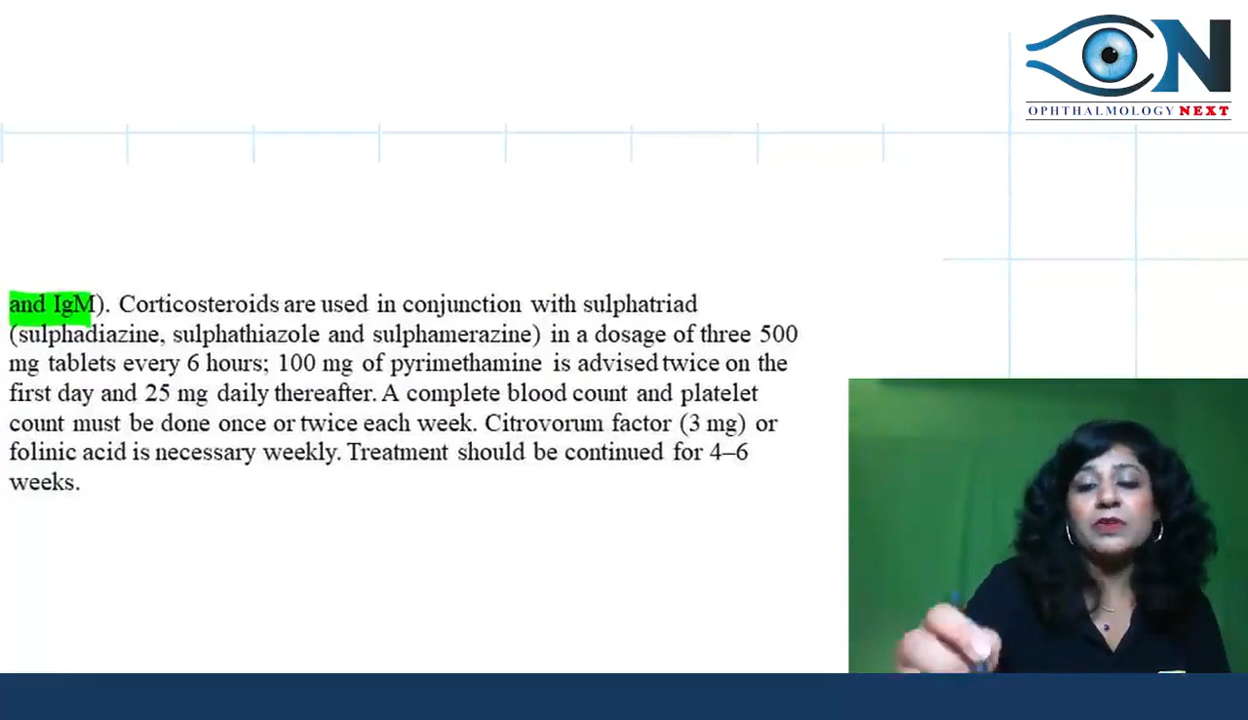 ON
OPHTHALMOLOGY NEXT
and IgM). Corticosteroids are used in conjunction with sulphatriad
(sulphadiazine, sulphathiazole and sulphamerazine) in a dosage of three 500
mg tablets every 6 hours; 100 mg of pyrimethamine is advised twice on the
first day and 25 mg daily thereafter. A complete blood count and platelet
count must be done once or twice each week. Citrovorum factor (3 mg) or
folinic acid is necessary weekly. Treatment should be continued for 4–6
weeks.